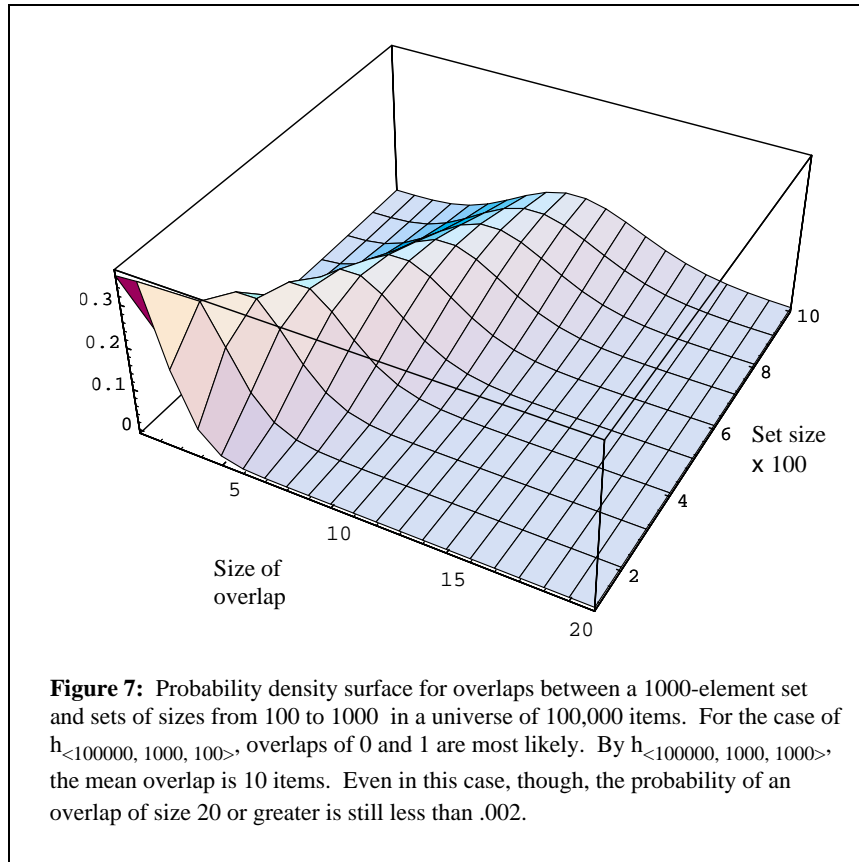 0.3
0.2
0.1
0
5
10
15
20
2
4
6
8
10
Set size
x 100
Size of
overlap
Figure 7: Probability density surface for overlaps between a 1000-element set
and sets of sizes from 100 to 1000 in a universe of 100,000 items. For the case of
h<100000, 1000, 100>, overlaps of 0 and 1 are most likely. By h<100000, 1000, 1000>,
the mean overlap is 10 items. Even in this case, though, the probability of an
overlap of size 20 or greater is still less than .002.